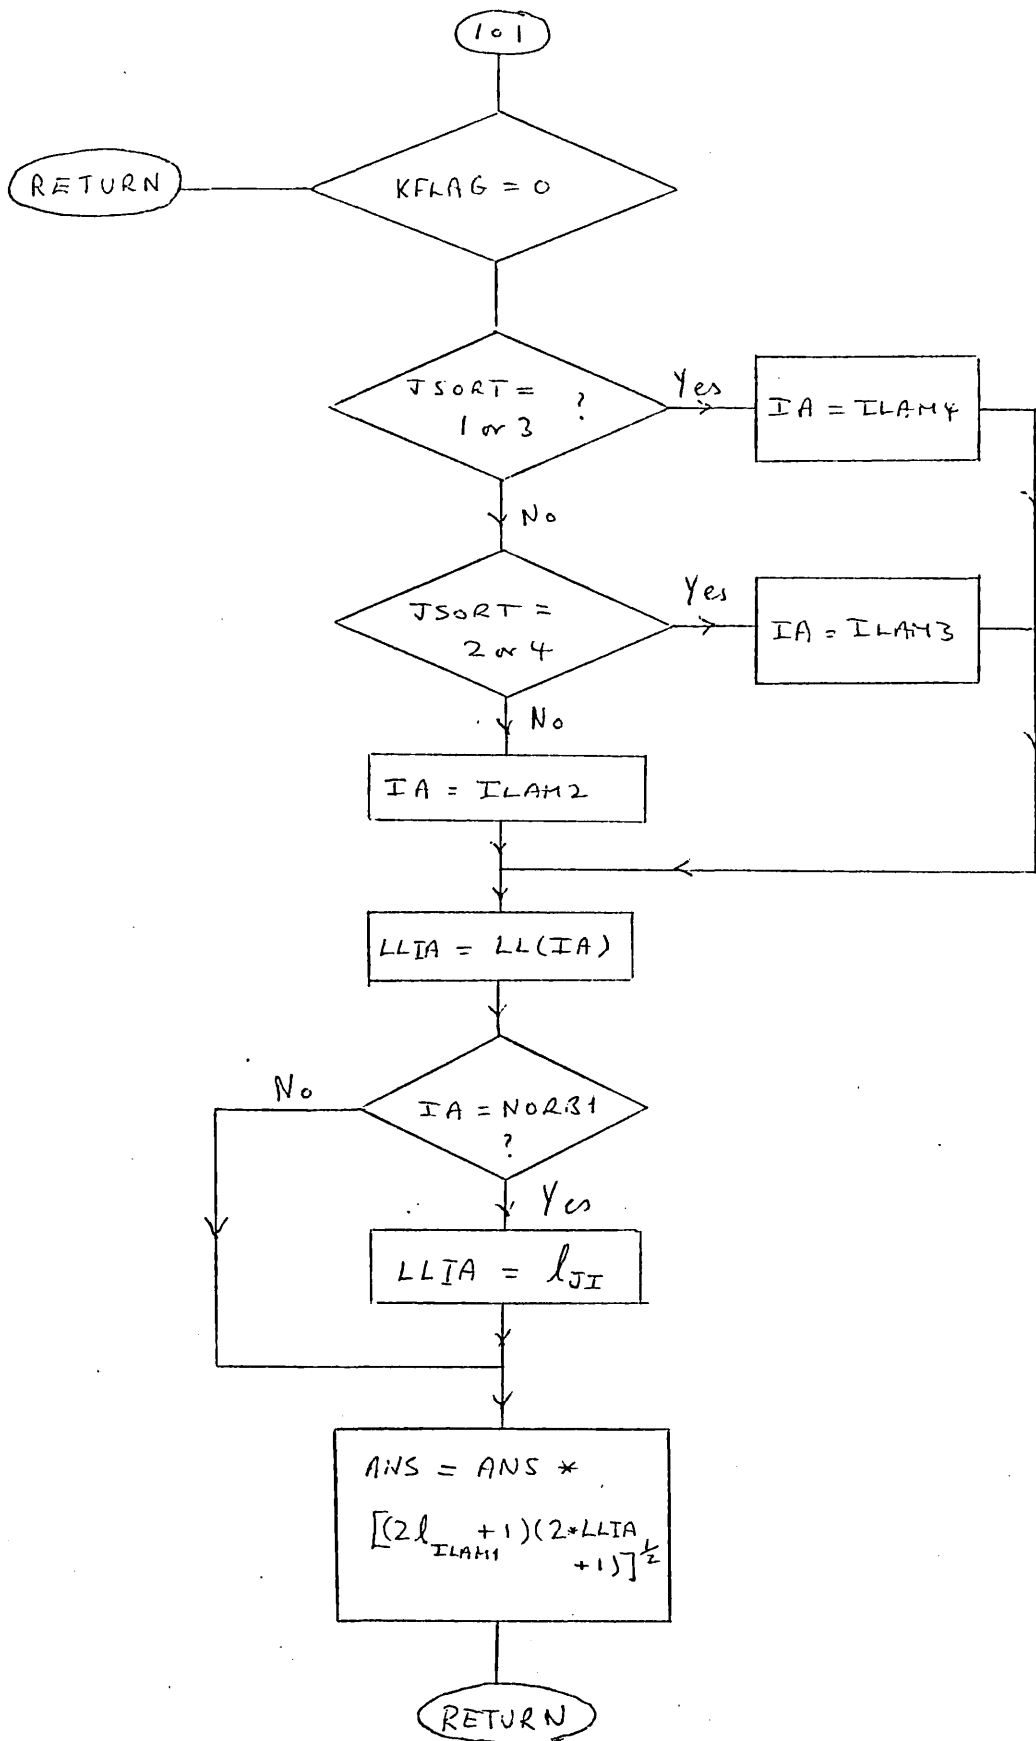 101
RETURN
KFLAG = 0
JSORT =
1 or 3 ?
Yes
IA = ILAM4
No
JSORT =
2 or 4
Yes
IA = ILAM3
No
IA = ILAM2
LLIA = LL(IA)
No
IA = NORB1
?
Yes
LLIA = l_JI
ANS = ANS *
[(2l_ILAM1 + 1)(2*LLIA
+1)]^1/2
RETURN